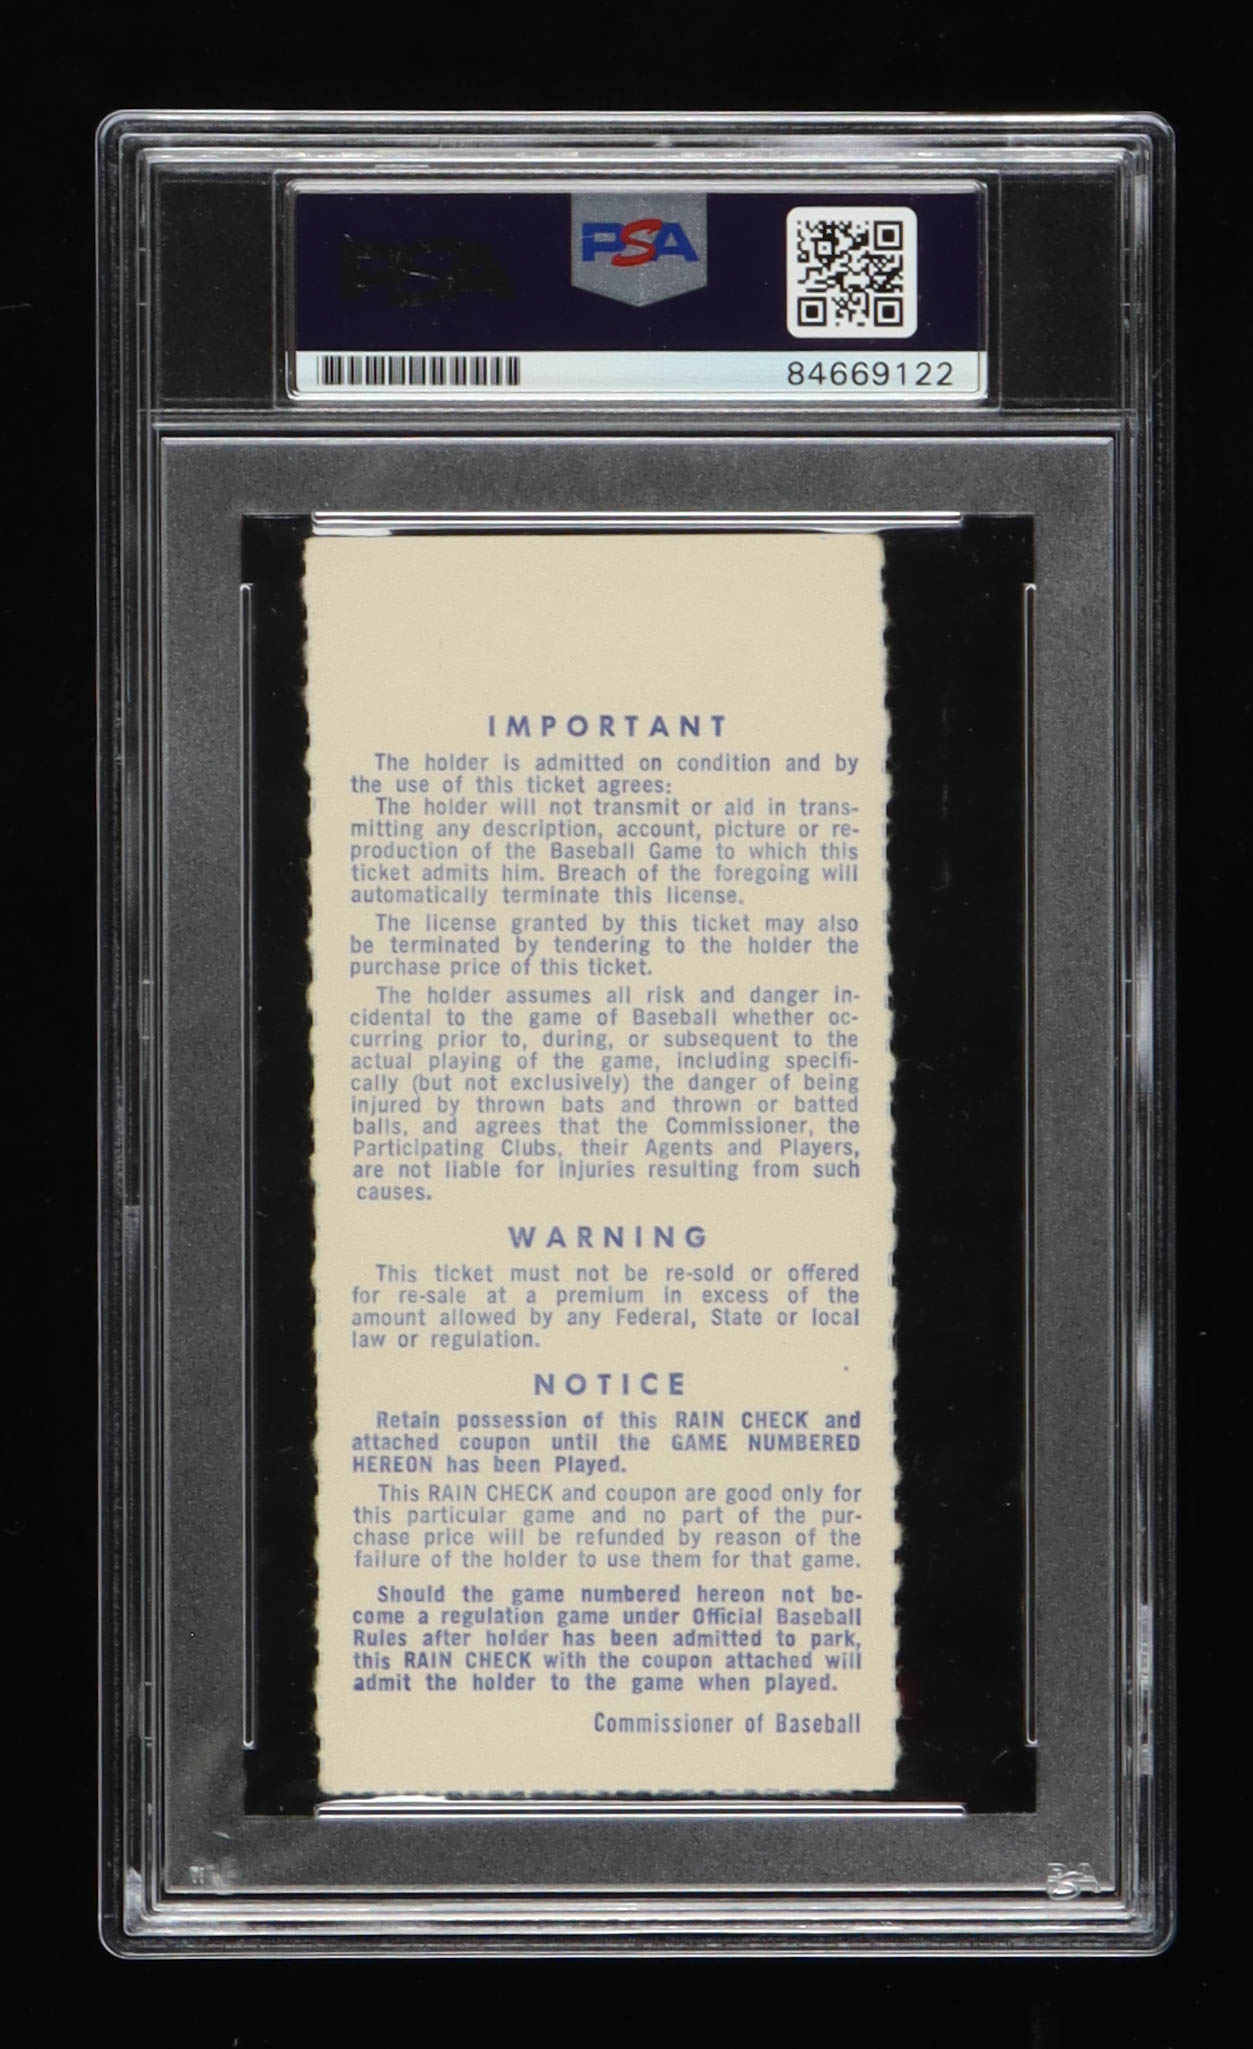 PSA
84669122
IMPORTANT
The holder is admitted on condition and by
the use of this ticket agrees:
The holder will not transmit or aid in trans-
mitting any description, account, picture or re-
production of the Baseball Game to which this
ticket admits him. Breach of the foregoing will
automatically terminate this license.
The license granted by this ticket may also
be terminated by tendering to the holder the
purchase price of this ticket.
The holder assumes all risk and danger in-
cidental to the game of Baseball whether oc-
curring prior to, during, or subsequent to the
actual playing of the game, including specifi-
cally (but not exclusively) the danger of being
injured by thrown bats and thrown or batted
balls, and agrees that the Commissioner, the
Participating Clubs, their Agents and Players,
are not liable for injuries resulting from such
causes.
WARNING
This ticket must not be re-sold or offered
for re-sale at a premium in excess of the
amount allowed by any Federal, State or local
law or regulation.
NOTICE
Retain possession of this RAIN CHECK and
attached coupon until the GAME NUMBERED
HEREON has been Played.
This RAIN CHECK and coupon are good only for
this particular game and no part of the pur-
chase price will be refunded by reason of the
failure of the holder to use them for that game.
Should the game numbered hereon not be-
come a regulation game under Official Baseball
Rules after holder has been admitted to park,
this RAIN CHECK with the coupon attached will
admit the holder to the game when played.
Commissioner of Baseball
PSA